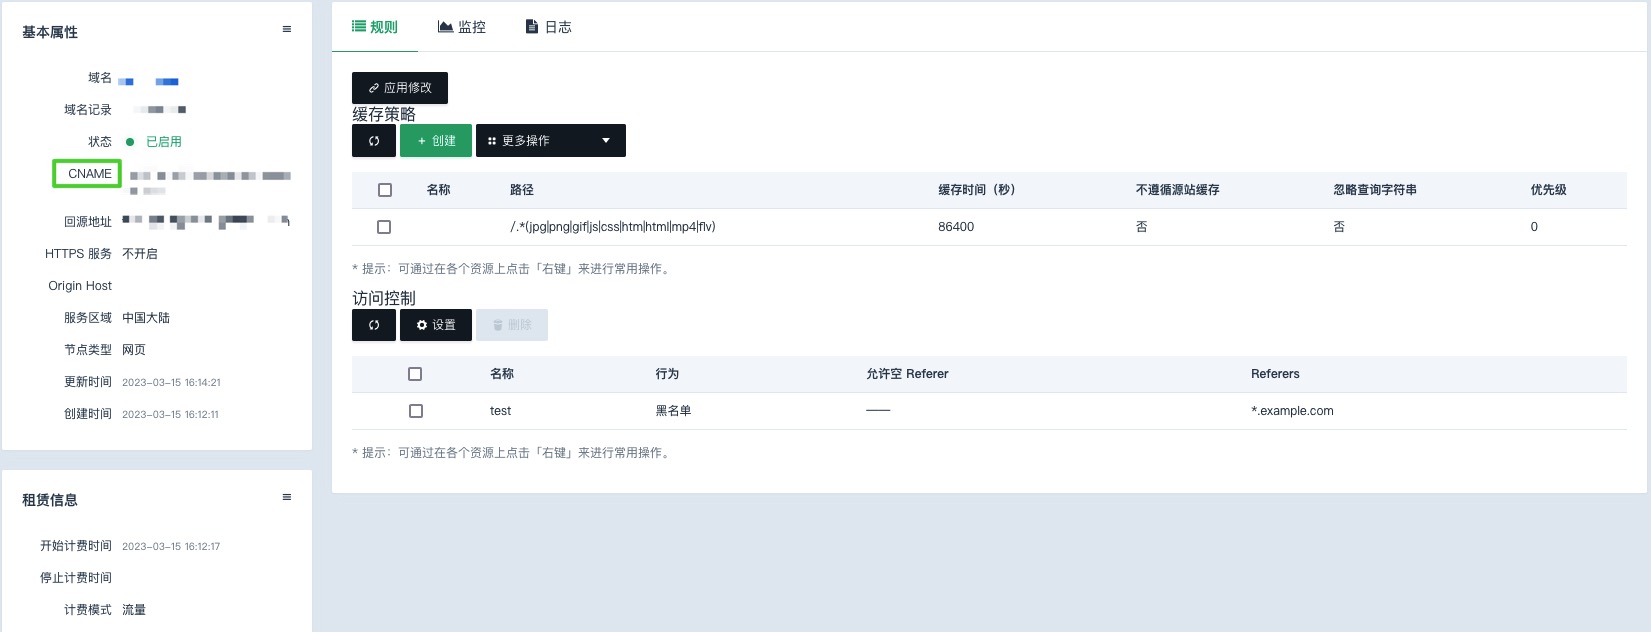 基本属性
域名
域名记录
状态 已启用
CNAME
回源地址
HTTPS 服务 不开启
Origin Host
服务区域 中国大陆
节点类型 网页
更新时间 2023-03-15 16:14:21
创建时间 2023-03-15 16:12:11
租赁信息
开始计费时间 2023-03-15 16:12:17
停止计费时间
计费模式 流量
规则 监控 日志
应用修改
缓存策略
+ 创建 更多操作
名称 路径 缓存时间（秒） 不遵循源站缓存 忽略查询字符串 优先级
/.*(jpg|png|gif|js|css|htm|html|mp4|flv) 86400 否 否 0
* 提示：可通过在各个资源上点击「右键」来进行常用操作。
访问控制
设置 删除
名称 行为 允许空 Referer Referers
test 黑名单 —— *.example.com
* 提示：可通过在各个资源上点击「右键」来进行常用操作。